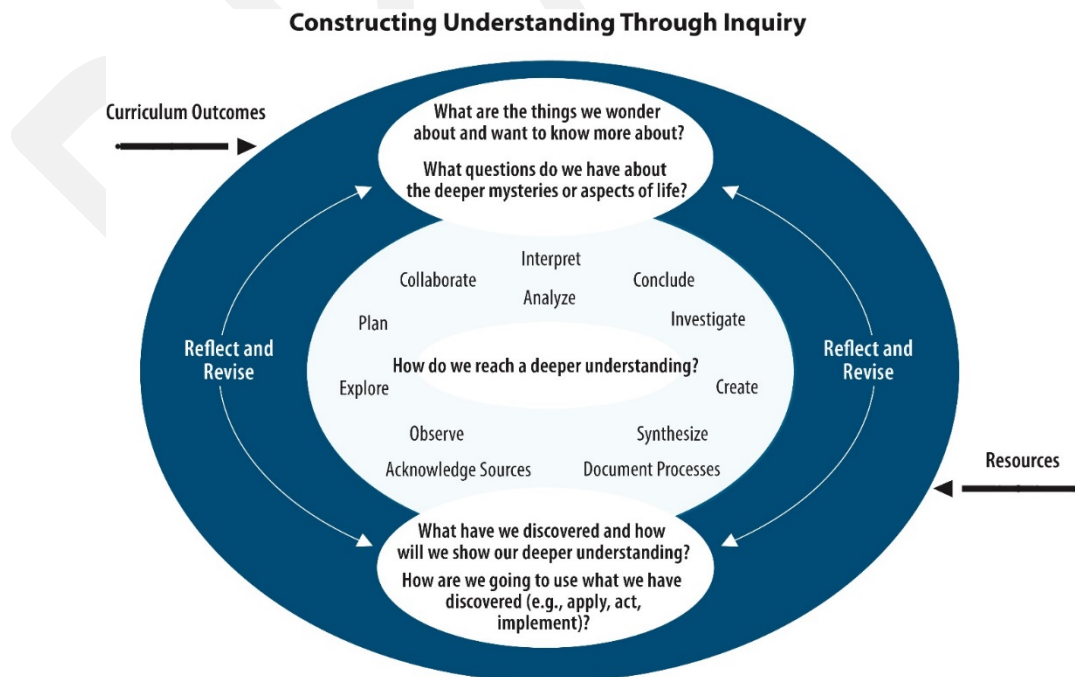 Constructing Understanding Through Inquiry
Curriculum Outcomes
What are the things we wonder
about and want to know more about?
What questions do we have about
the deeper mysteries or aspects of life?
Interpret
Collaborate
Conclude
Analyze
Plan
Investigate
Reflect and
Revise
How do we reach a deeper understanding?
Reflect and
Revise
Explore
Create
Observe
Synthesize
Acknowledge Sources
Document Processes
Resources
What have we discovered and how
will we show our deeper understanding?
How are we going to use what we have
discovered (e.g., apply, act,
implement)?